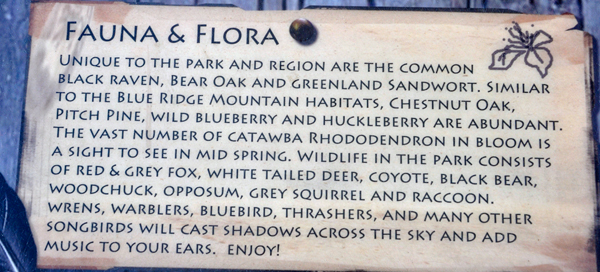 Fauna & Flora
Unique to the park and region are the common
black raven, Bear Oak and Greenland Sandwort. Similar
to the Blue Ridge Mountain habitats, Chestnut Oak,
Pitch Pine, wild blueberry and huckleberry are abundant.
The vast number of Catawba Rhododendron in bloom is
a sight to see in mid spring. Wildlife in the park consists
of red & grey fox, white tailed deer, coyote, black bear,
woodchuck, opposum, grey squirrel and raccoon.
Wrens, warblers, bluebird, thrashers, and many other
songbirds will cast shadows across the sky and add
music to your ears. Enjoy!